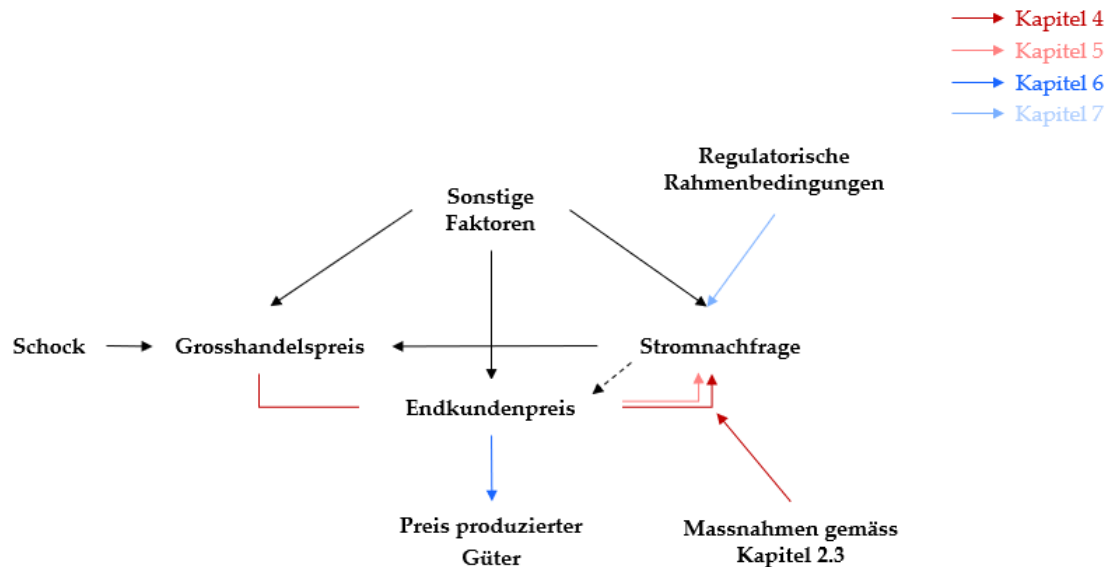 Kapitel 4
Kapitel 5
Kapitel 6
Kapitel 7
Regulatorische
Rahmenbedingungen
Sonstige
Faktoren
Schock
Grosshandelspreis
Stromnachfrage
Endkundenpreis
Preis produzierter
Güter
Massnahmen gemäss
Kapitel 2.3